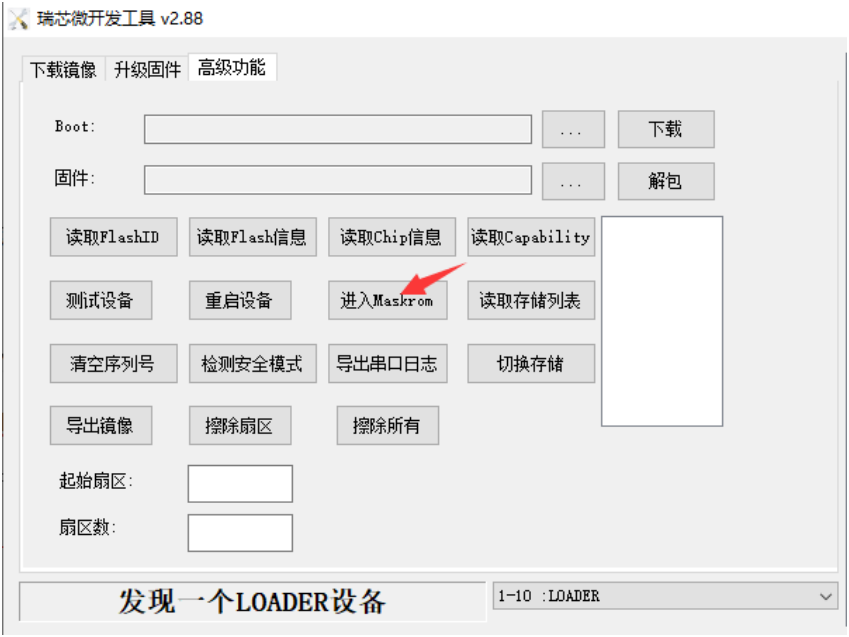 瑞芯微开发工具 v2.88
下载镜像 升级固件 高级功能
Boot: ... 下载
固件: ... 解包
读取FlashID 读取Flash信息 读取Chip信息 读取Capability
测试设备 重启设备 进入Maskrom 读取存储列表
清空序列号 检测安全模式 导出串口日志 切换存储
导出镜像 擦除扇区 擦除所有
起始扇区:
扇区数:
发现一个LOADER设备 1-10 :LOADER